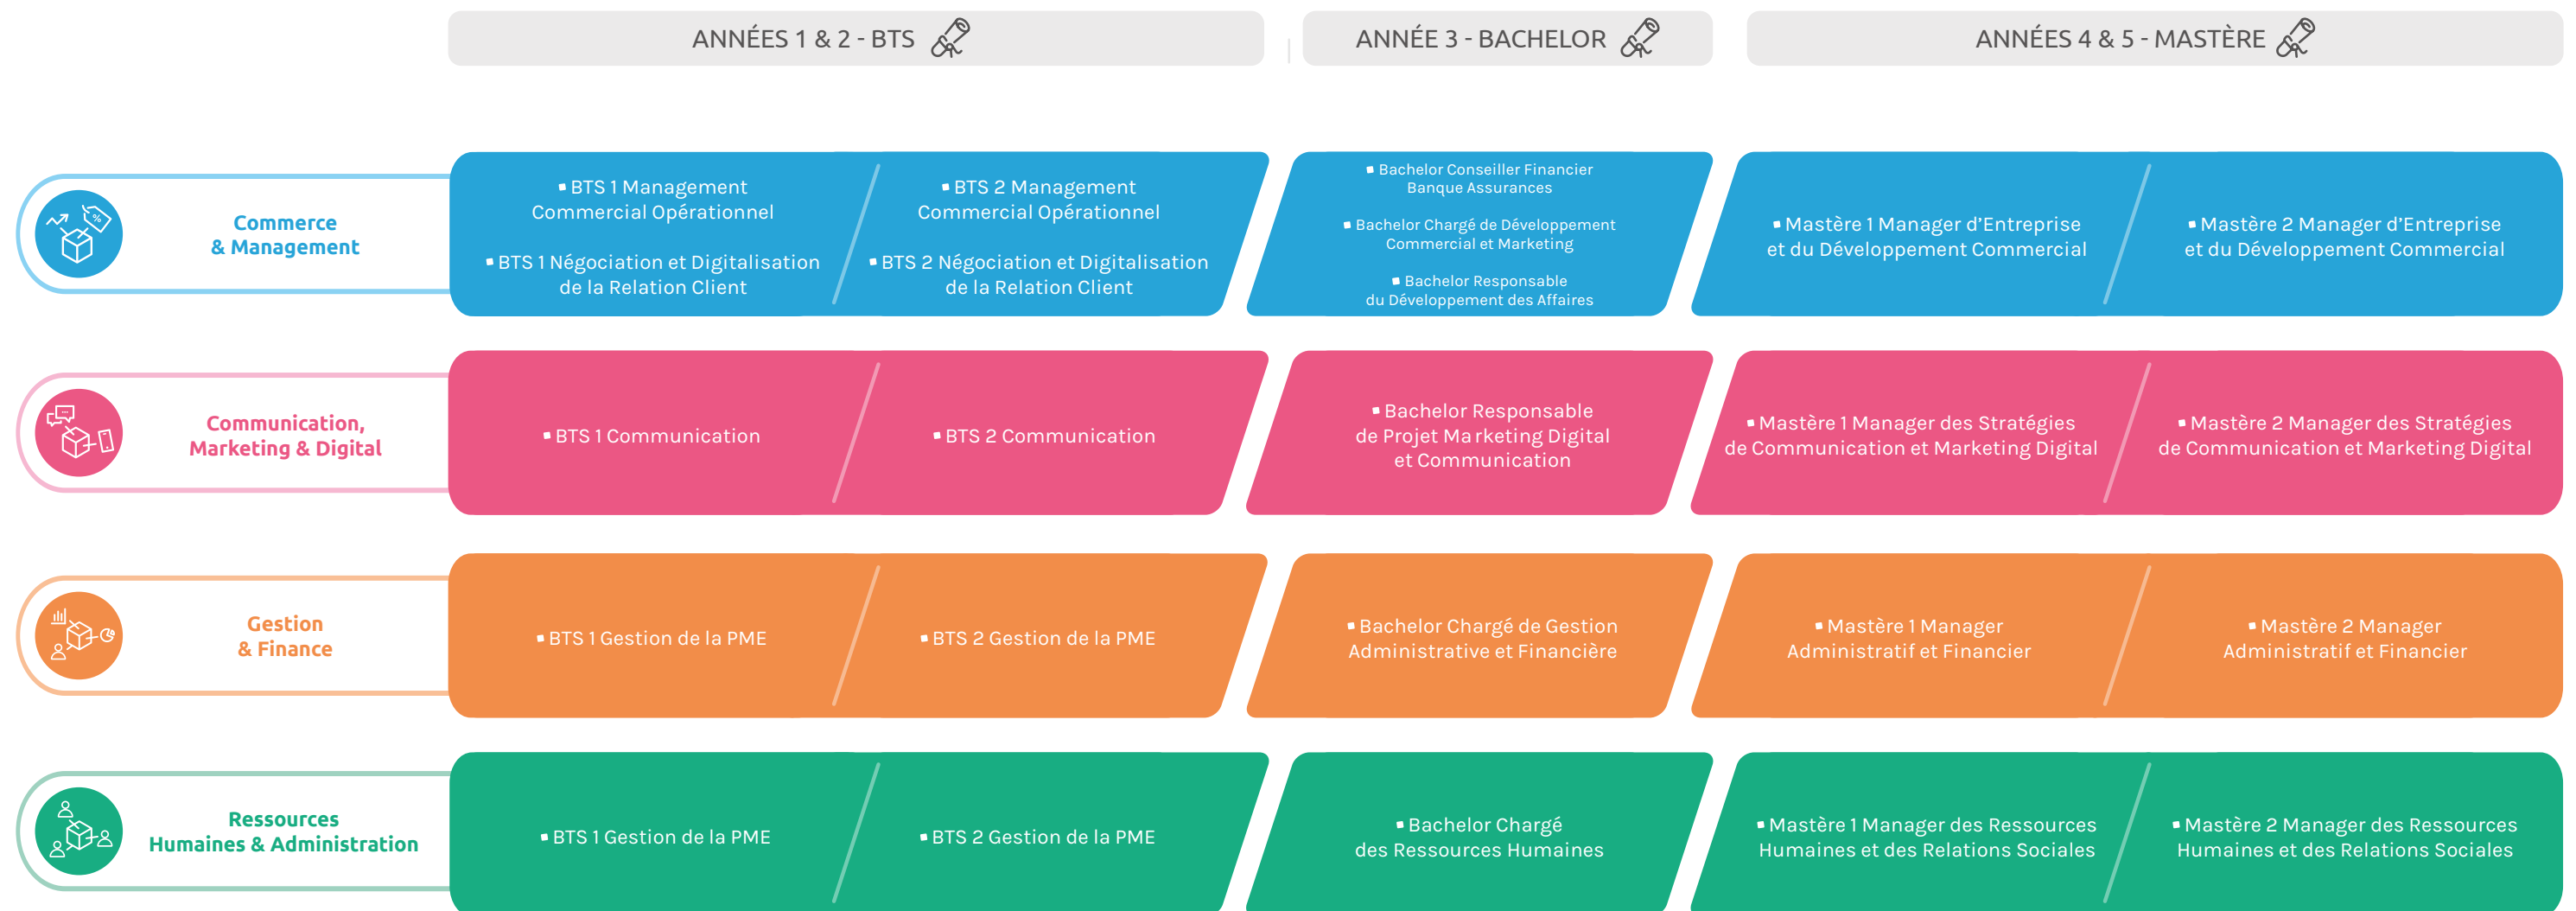 ANNÉES 1 & 2 - BTS
ANNÉE 3 - BACHELOR
ANNÉES 4 & 5 - MASTÈRE
Commerce
& Management
▪ BTS 1 Management
Commercial Opérationnel
▪ BTS 1 Négociation et Digitalisation
de la Relation Client
▪ BTS 2 Management
Commercial Opérationnel
▪ BTS 2 Négociation et Digitalisation
de la Relation Client
▪ Bachelor Conseiller Financier
Banque Assurances
▪ Bachelor Chargé de Développement
Commercial et Marketing
▪ Bachelor Responsable
du Développement des Affaires
▪ Mastère 1 Manager d’Entreprise
et du Développement Commercial
▪ Mastère 2 Manager d’Entreprise
et du Développement Commercial
Communication,
Marketing & Digital
▪ BTS 1 Communication
▪ BTS 2 Communication
▪ Bachelor Responsable
de Projet Marketing Digital
et Communication
▪ Mastère 1 Manager des Stratégies
de Communication et Marketing Digital
▪ Mastère 2 Manager des Stratégies
de Communication et Marketing Digital
Gestion
& Finance
▪ BTS 1 Gestion de la PME
▪ BTS 2 Gestion de la PME
▪ Bachelor Chargé de Gestion
Administrative et Financière
▪ Mastère 1 Manager
Administratif et Financier
▪ Mastère 2 Manager
Administratif et Financier
Ressources
Humaines & Administration
▪ BTS 1 Gestion de la PME
▪ BTS 2 Gestion de la PME
▪ Bachelor Chargé
des Ressources Humaines
▪ Mastère 1 Manager des Ressources
Humaines et des Relations Sociales
▪ Mastère 2 Manager des Ressources
Humaines et des Relations Sociales